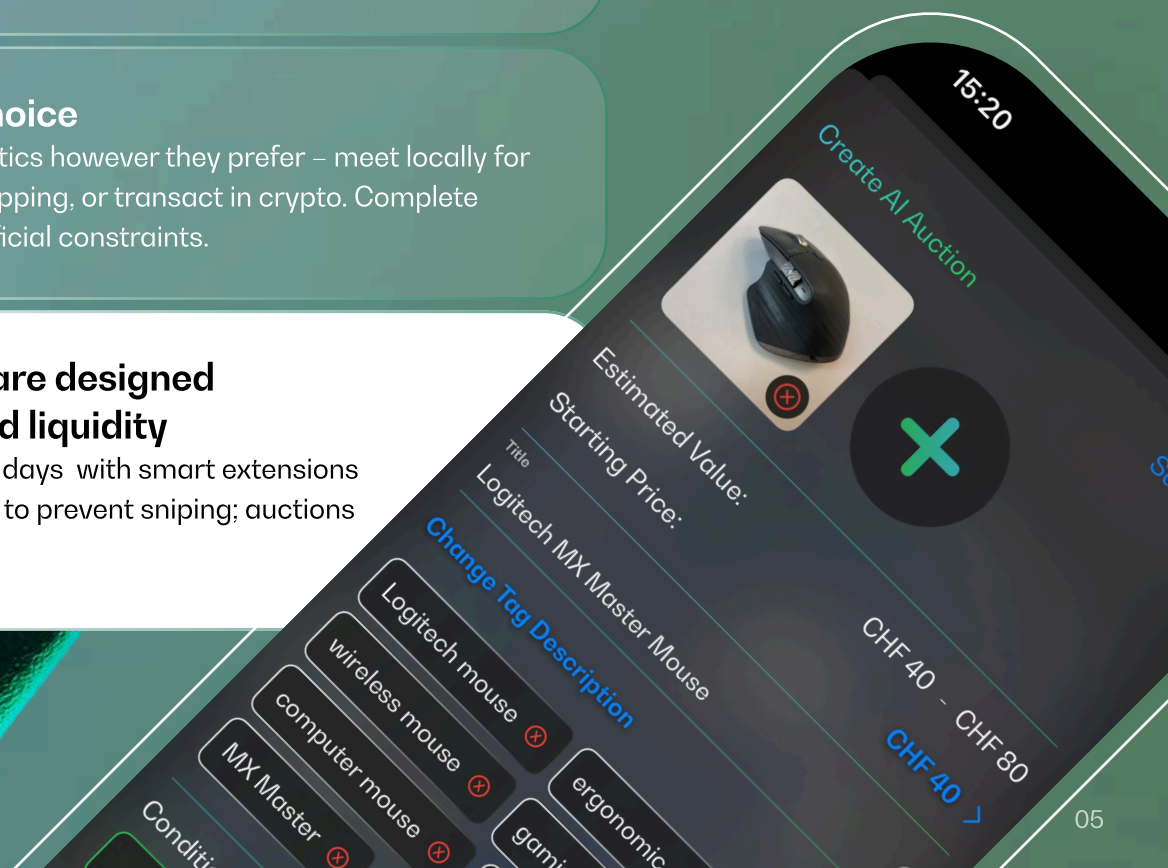 hoice
tics however they prefer – meet locally for
pping, or transact in crypto. Complete
ficial constraints.
are designed
d liquidity
days with smart extensions
to prevent sniping; auctions
15:20
Create AI Auction
Estimated Value:
CHF 40 - CHF 80
Starting Price:
CHF 40
Title
Logitech MX Master Mouse
Change Tag Description
Logitech mouse
ergonomic
wireless mouse
gami
computer mouse
MX Master
Conditi
05